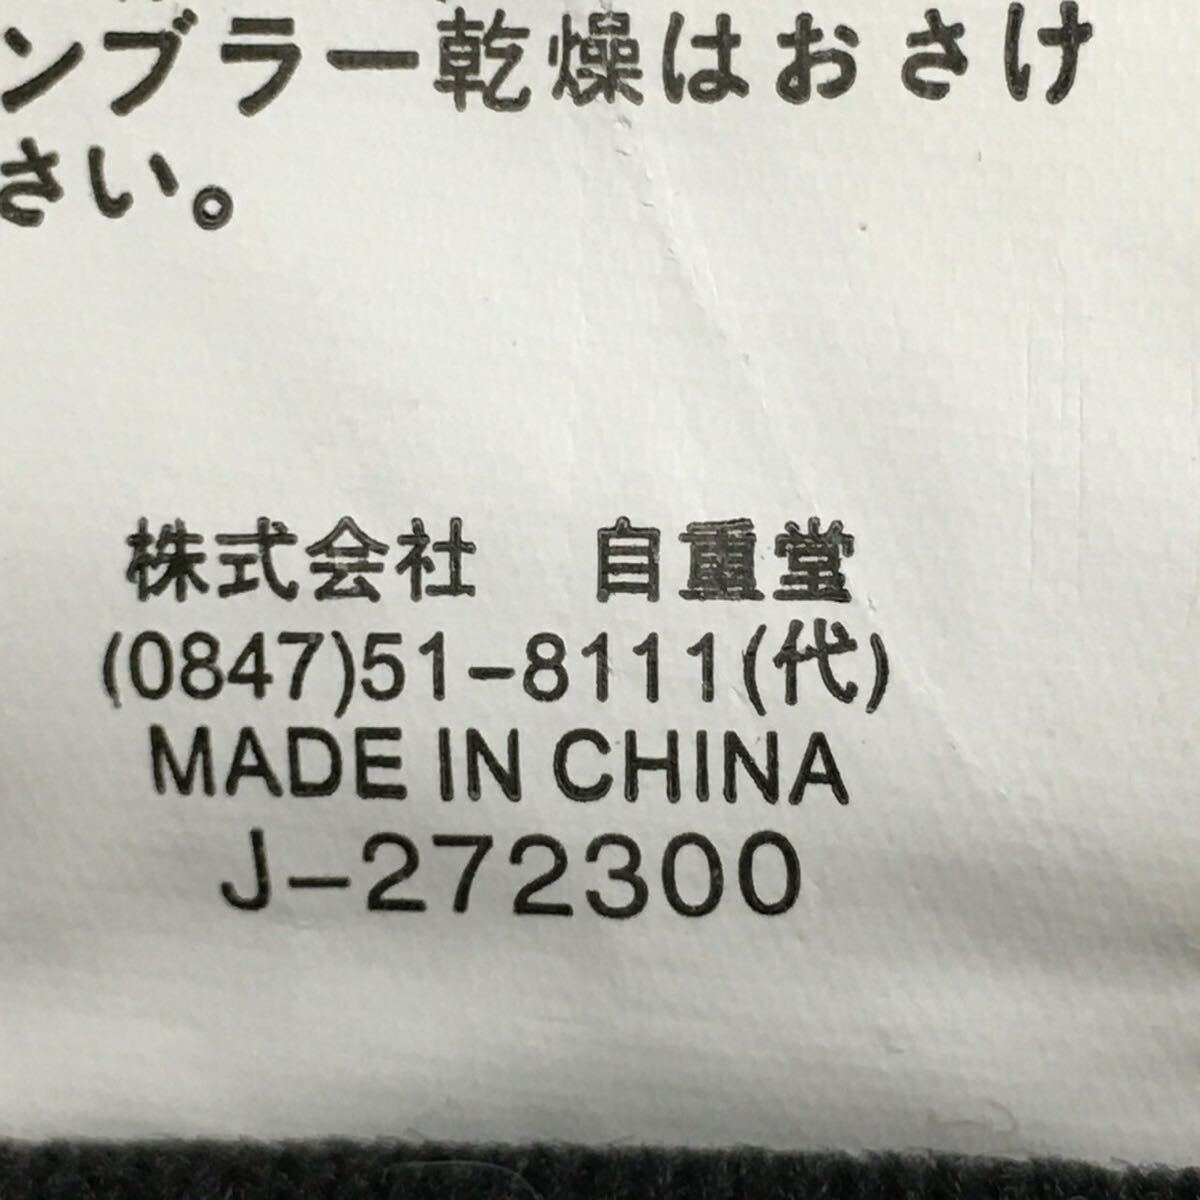 ンブラー乾燥はおさけ
さい。
株式会社　自重堂
(0847)51-8111(代)
MADE IN CHINA
J-272300